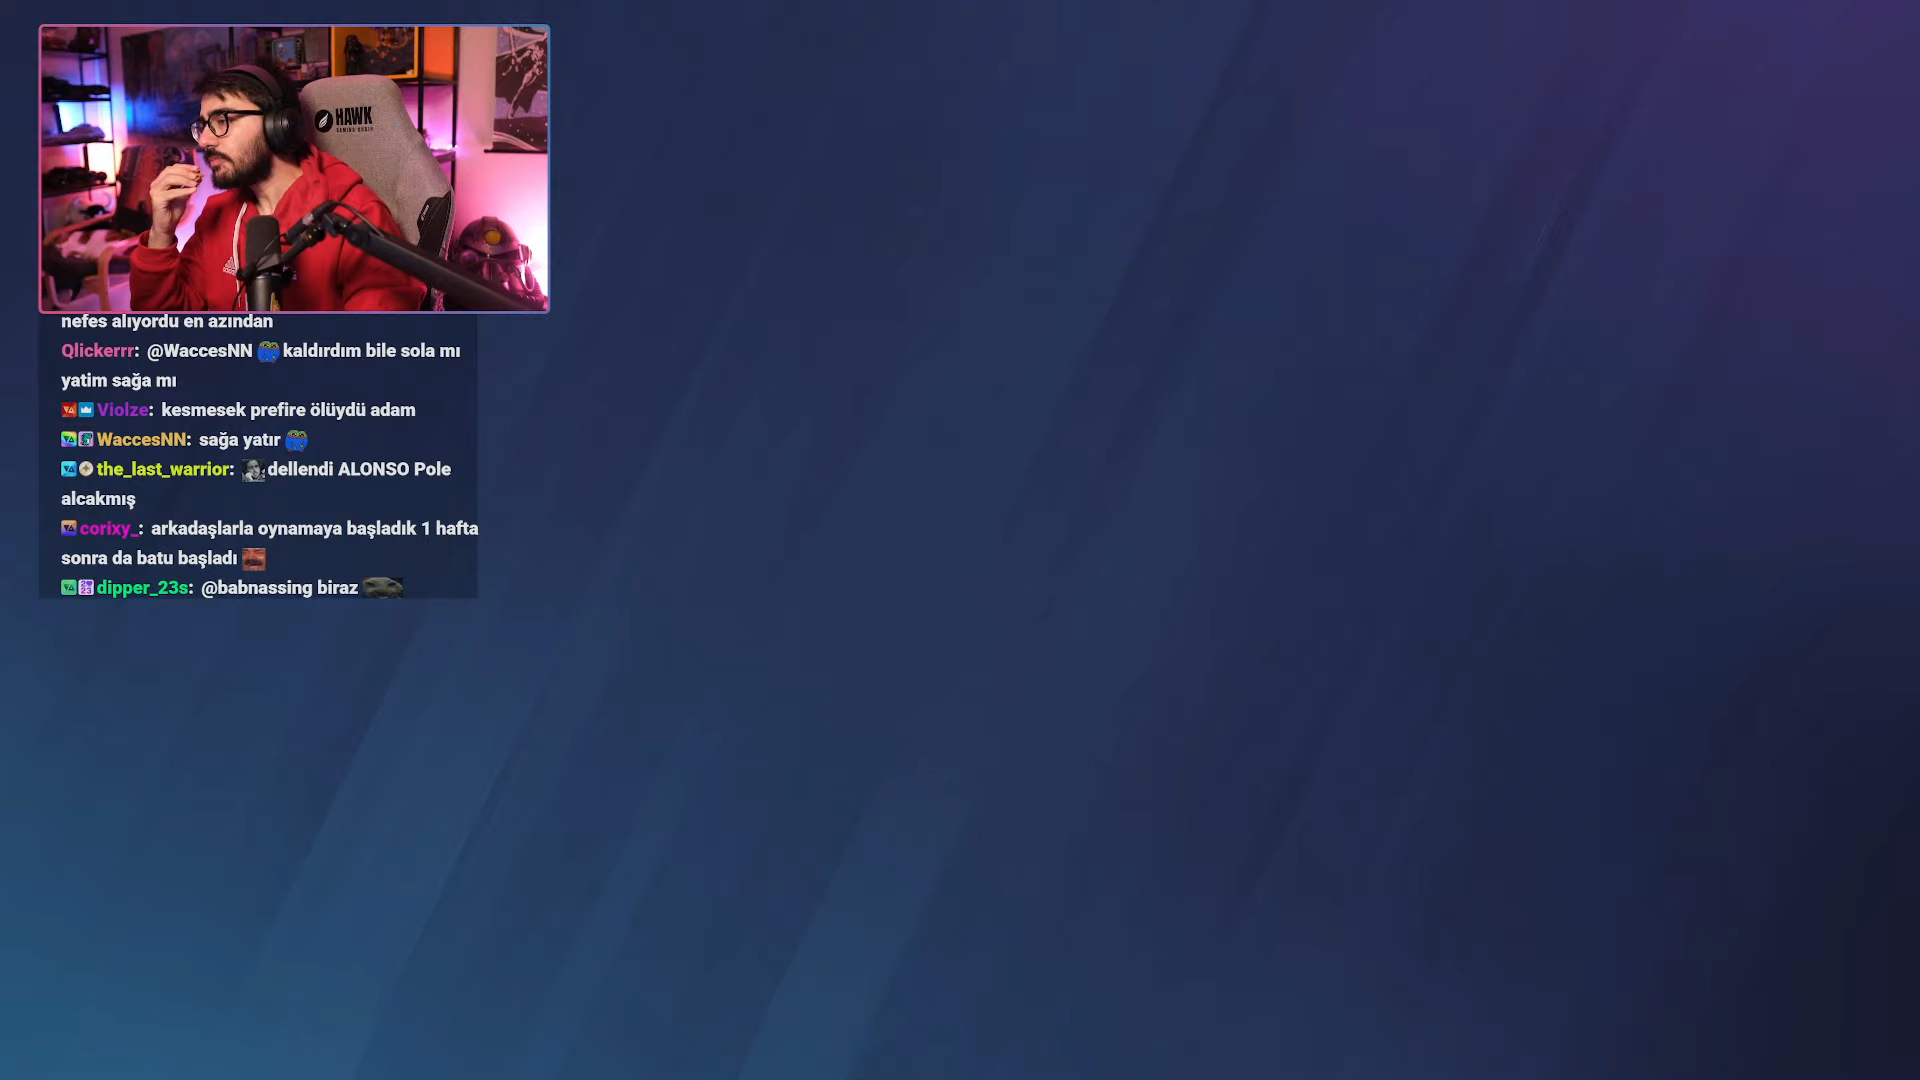 HAWK
GAMING CHAIR
nefes alıyordu en azından
Qlickerrr: @WaccesNN kaldırdım bile sola mı
yatim sağa mı
Violze: kesmesek prefire ölüydü adam
WaccesNN: sağa yatır
the_last_warrior: dellendi ALONSO Pole
alcakmış
corixy_: arkadaşlarla oynamaya başladık 1 hafta
sonra da batu başladı
dipper_23s: @babnassing biraz